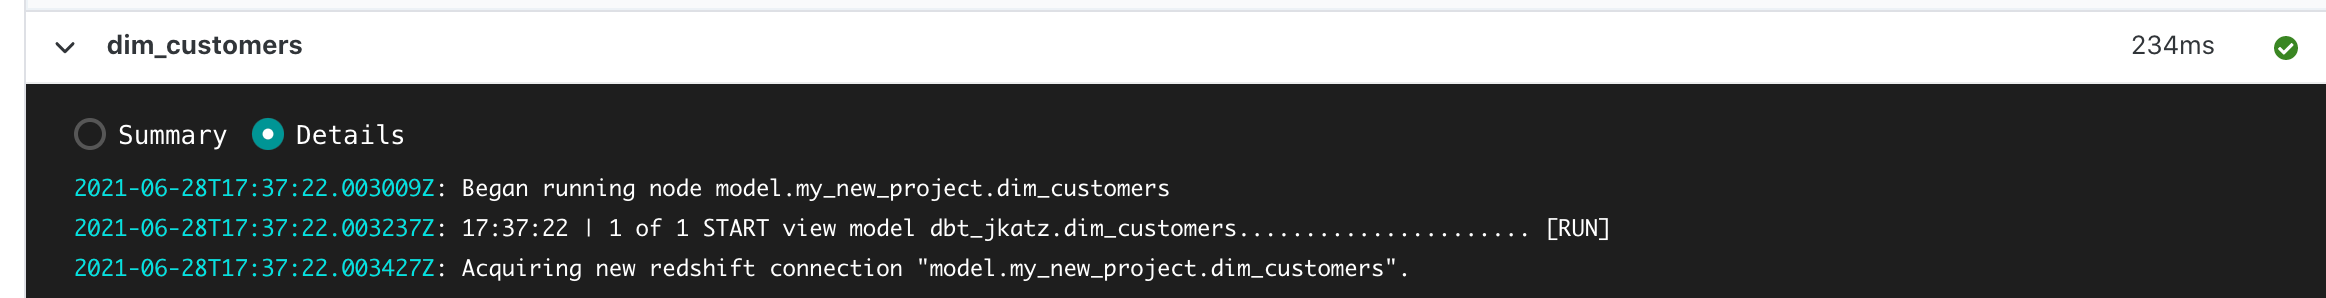 dim_customers 234ms
Summary Details
2021-06-28T17:37:22.003009Z: Began running node model.my_new_project.dim_customers
2021-06-28T17:37:22.003237Z: 17:37:22 | 1 of 1 START view model dbt_jkatz.dim_customers...................... [RUN]
2021-06-28T17:37:22.003427Z: Acquiring new redshift connection "model.my_new_project.dim_customers".